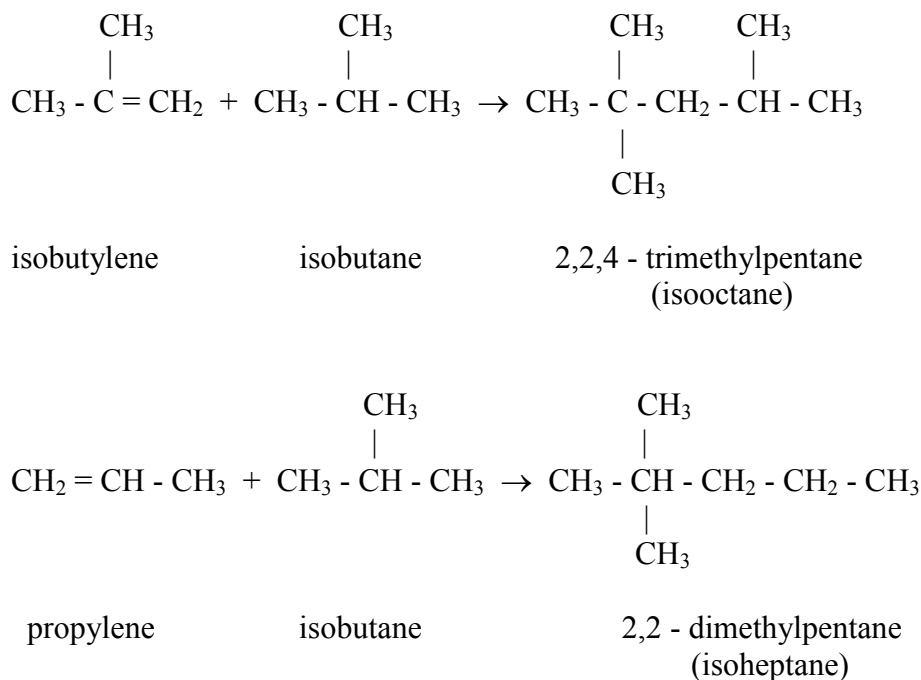 CH₃ CH₃ CH₃ CH₃
| | | |
CH₃ - C = CH₂ + CH₃ - CH – CH₃ → CH₃ - C - CH₂ - CH – CH₃
|
CH₃
isobutylene isobutane 2,2,4 - trimethylpentane
(isooctane)
CH₃ CH₃
| |
CH₂ = CH - CH₃ + CH₃ - CH – CH₃ → CH₃ - CH – CH₂ - CH₂ – CH₃
|
CH₃
propylene isobutane 2,2 - dimethylpentane
(isoheptane)